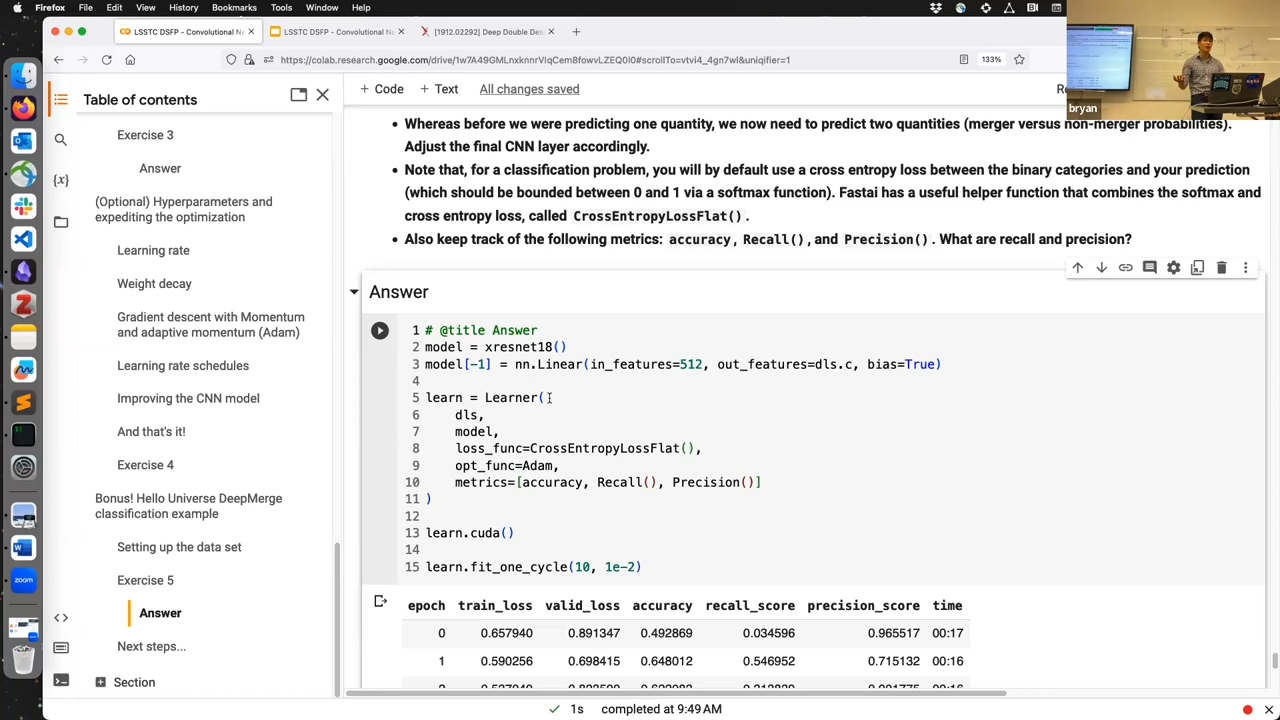 Firefox File Edit View History Bookmarks Tools Window Help
LSSTC DSFP - Convolutional Ne
LSSTC DSFP - Convolutional Ne
[1912.02292] Deep Double Des
133%
Table of contents
+ Code + Text All changes saved
Exercise 3
Answer
(Optional) Hyperparameters and
expediting the optimization
Learning rate
Weight decay
Gradient descent with Momentum
and adaptive momentum (Adam)
Learning rate schedules
Improving the CNN model
And that's it!
Exercise 4
Bonus! Hello Universe DeepMerge
classification example
Setting up the data set
Exercise 5
Answer
Next steps...
Section
bryan
• Whereas before we were predicting one quantity, we now need to predict two quantities (merger versus non-merger probabilities).
Adjust the final CNN layer accordingly.
• Note that, for a classification problem, you will by default use a cross entropy loss between the binary categories and your prediction
(which should be bounded between 0 and 1 via a softmax function). Fastai has a useful helper function that combines the softmax and
cross entropy loss, called CrossEntropyLossFlat().
• Also keep track of the following metrics: accuracy, Recall(), and Precision(). What are recall and precision?
Answer
1 # @title Answer
2 model = xresnet18()
3 model[-1] = nn.Linear(in_features=512, out_features=dls.c, bias=True)
4
5 learn = Learner(
6 dls,
7 model,
8 loss_func=CrossEntropyLossFlat(),
9 opt_func=Adam,
10 metrics=[accuracy, Recall(), Precision()]
11 )
12
13 learn.cuda()
14
15 learn.fit_one_cycle(10, 1e-2)
epoch train_loss valid_loss accuracy recall_score precision_score time
0 0.657940 0.891347 0.492869 0.034596 0.965517 00:17
1 0.590256 0.698415 0.648012 0.546952 0.715132 00:16
1s completed at 9:49 AM